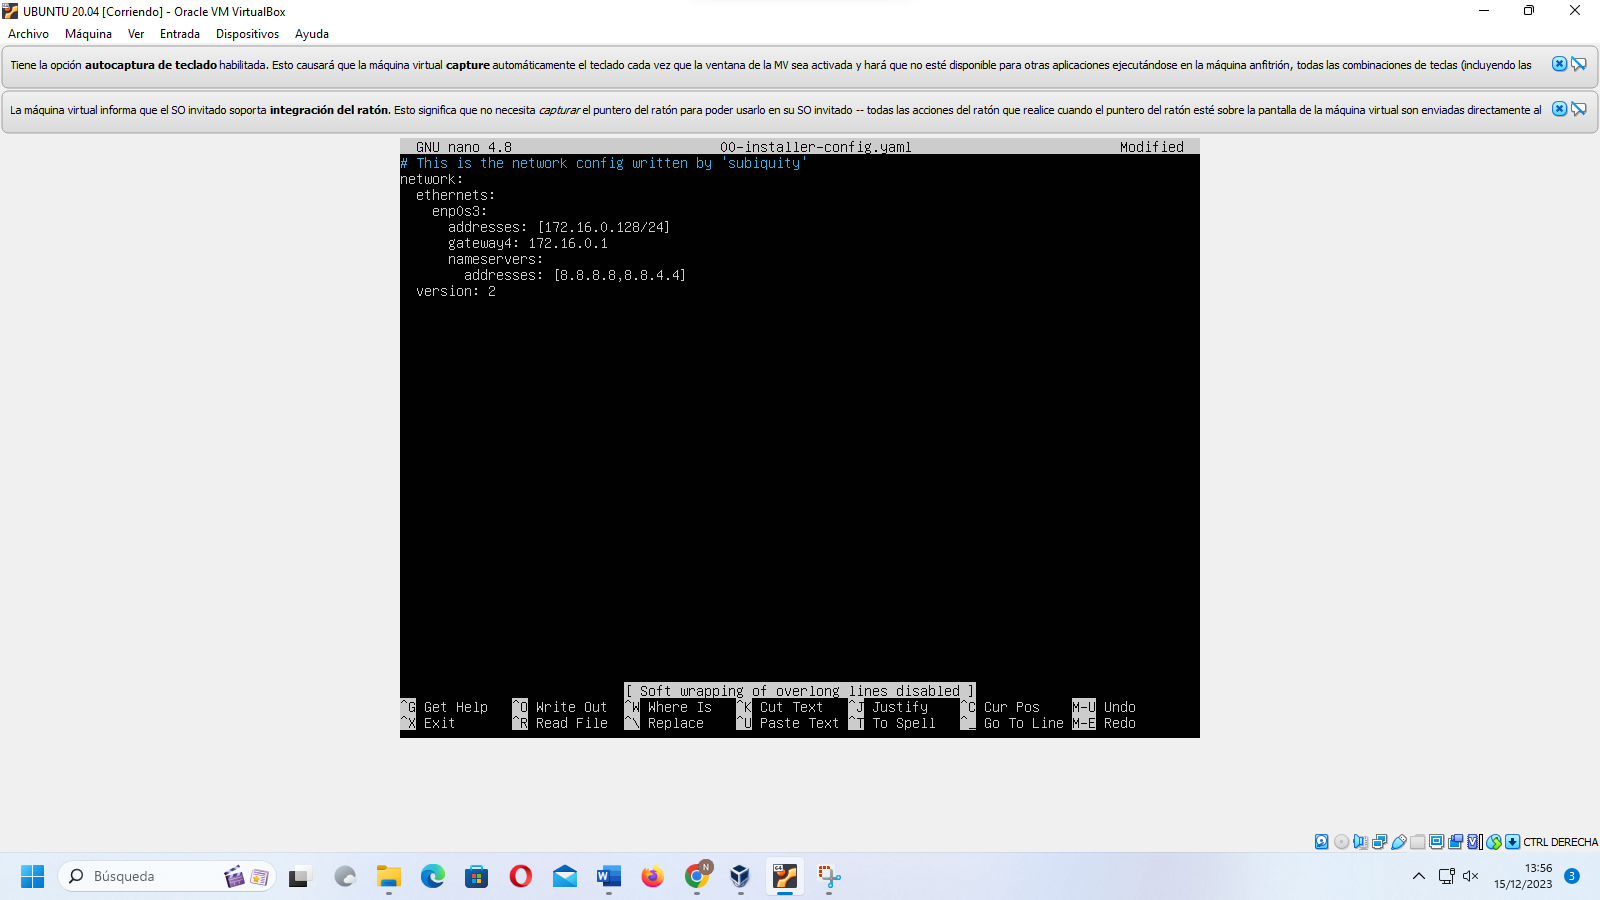 UBUNTU 20.04 [Corriendo] - Oracle VM VirtualBox
Archivo Máquina Ver Entrada Dispositivos Ayuda
Tiene la opción autocaptura de teclado habilitada. Esto causará que la máquina virtual capture automáticamente el teclado cada vez que la ventana de la MV sea activada y hará que no esté disponible para otras aplicaciones ejecutándose en la máquina anfitrión, todas las combinaciones de teclas (incluyendo las
La máquina virtual informa que el SO invitado soporta integración del ratón. Esto significa que no necesita capturar el puntero del ratón para poder usarlo en su SO invitado -- todas las acciones del ratón que realice cuando el puntero del ratón esté sobre la pantalla de la máquina virtual son enviadas directamente al
GNU nano 4.8 00-installer-config.yaml Modified
# This is the network config written by 'subiquity'
network:
  ethernets:
    enp0s3:
      addresses: [172.16.0.128/24]
      gateway4: 172.16.0.1
      nameservers:
        addresses: [8.8.8.8,8.8.4.4]
  version: 2
[ Soft wrapping of overlong lines disabled ]
^G Get Help ^O Write Out ^W Where Is ^K Cut Text ^J Justify ^C Cur Pos M-U Undo
^X Exit ^R Read File ^\ Replace ^U Paste Text ^T To Spell ^_ Go To Line M-E Redo
CTRL DERECHA
Búsqueda
N
13:56
15/12/2023
3